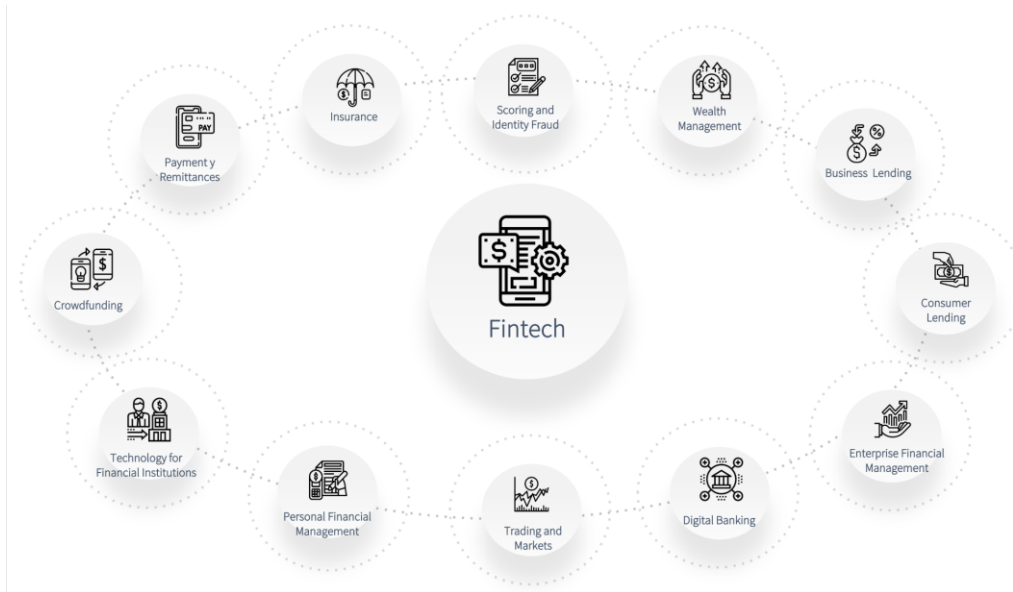 Insurance
Scoring and
Identity Fraud
Wealth
Management
Business Lending
Consumer
Lending
Enterprise Financial
Management
Digital Banking
Trading and
Markets
Personal Financial
Management
Technology for
Financial Institutions
Crowdfunding
PAY
Payment y
Remittances
Fintech